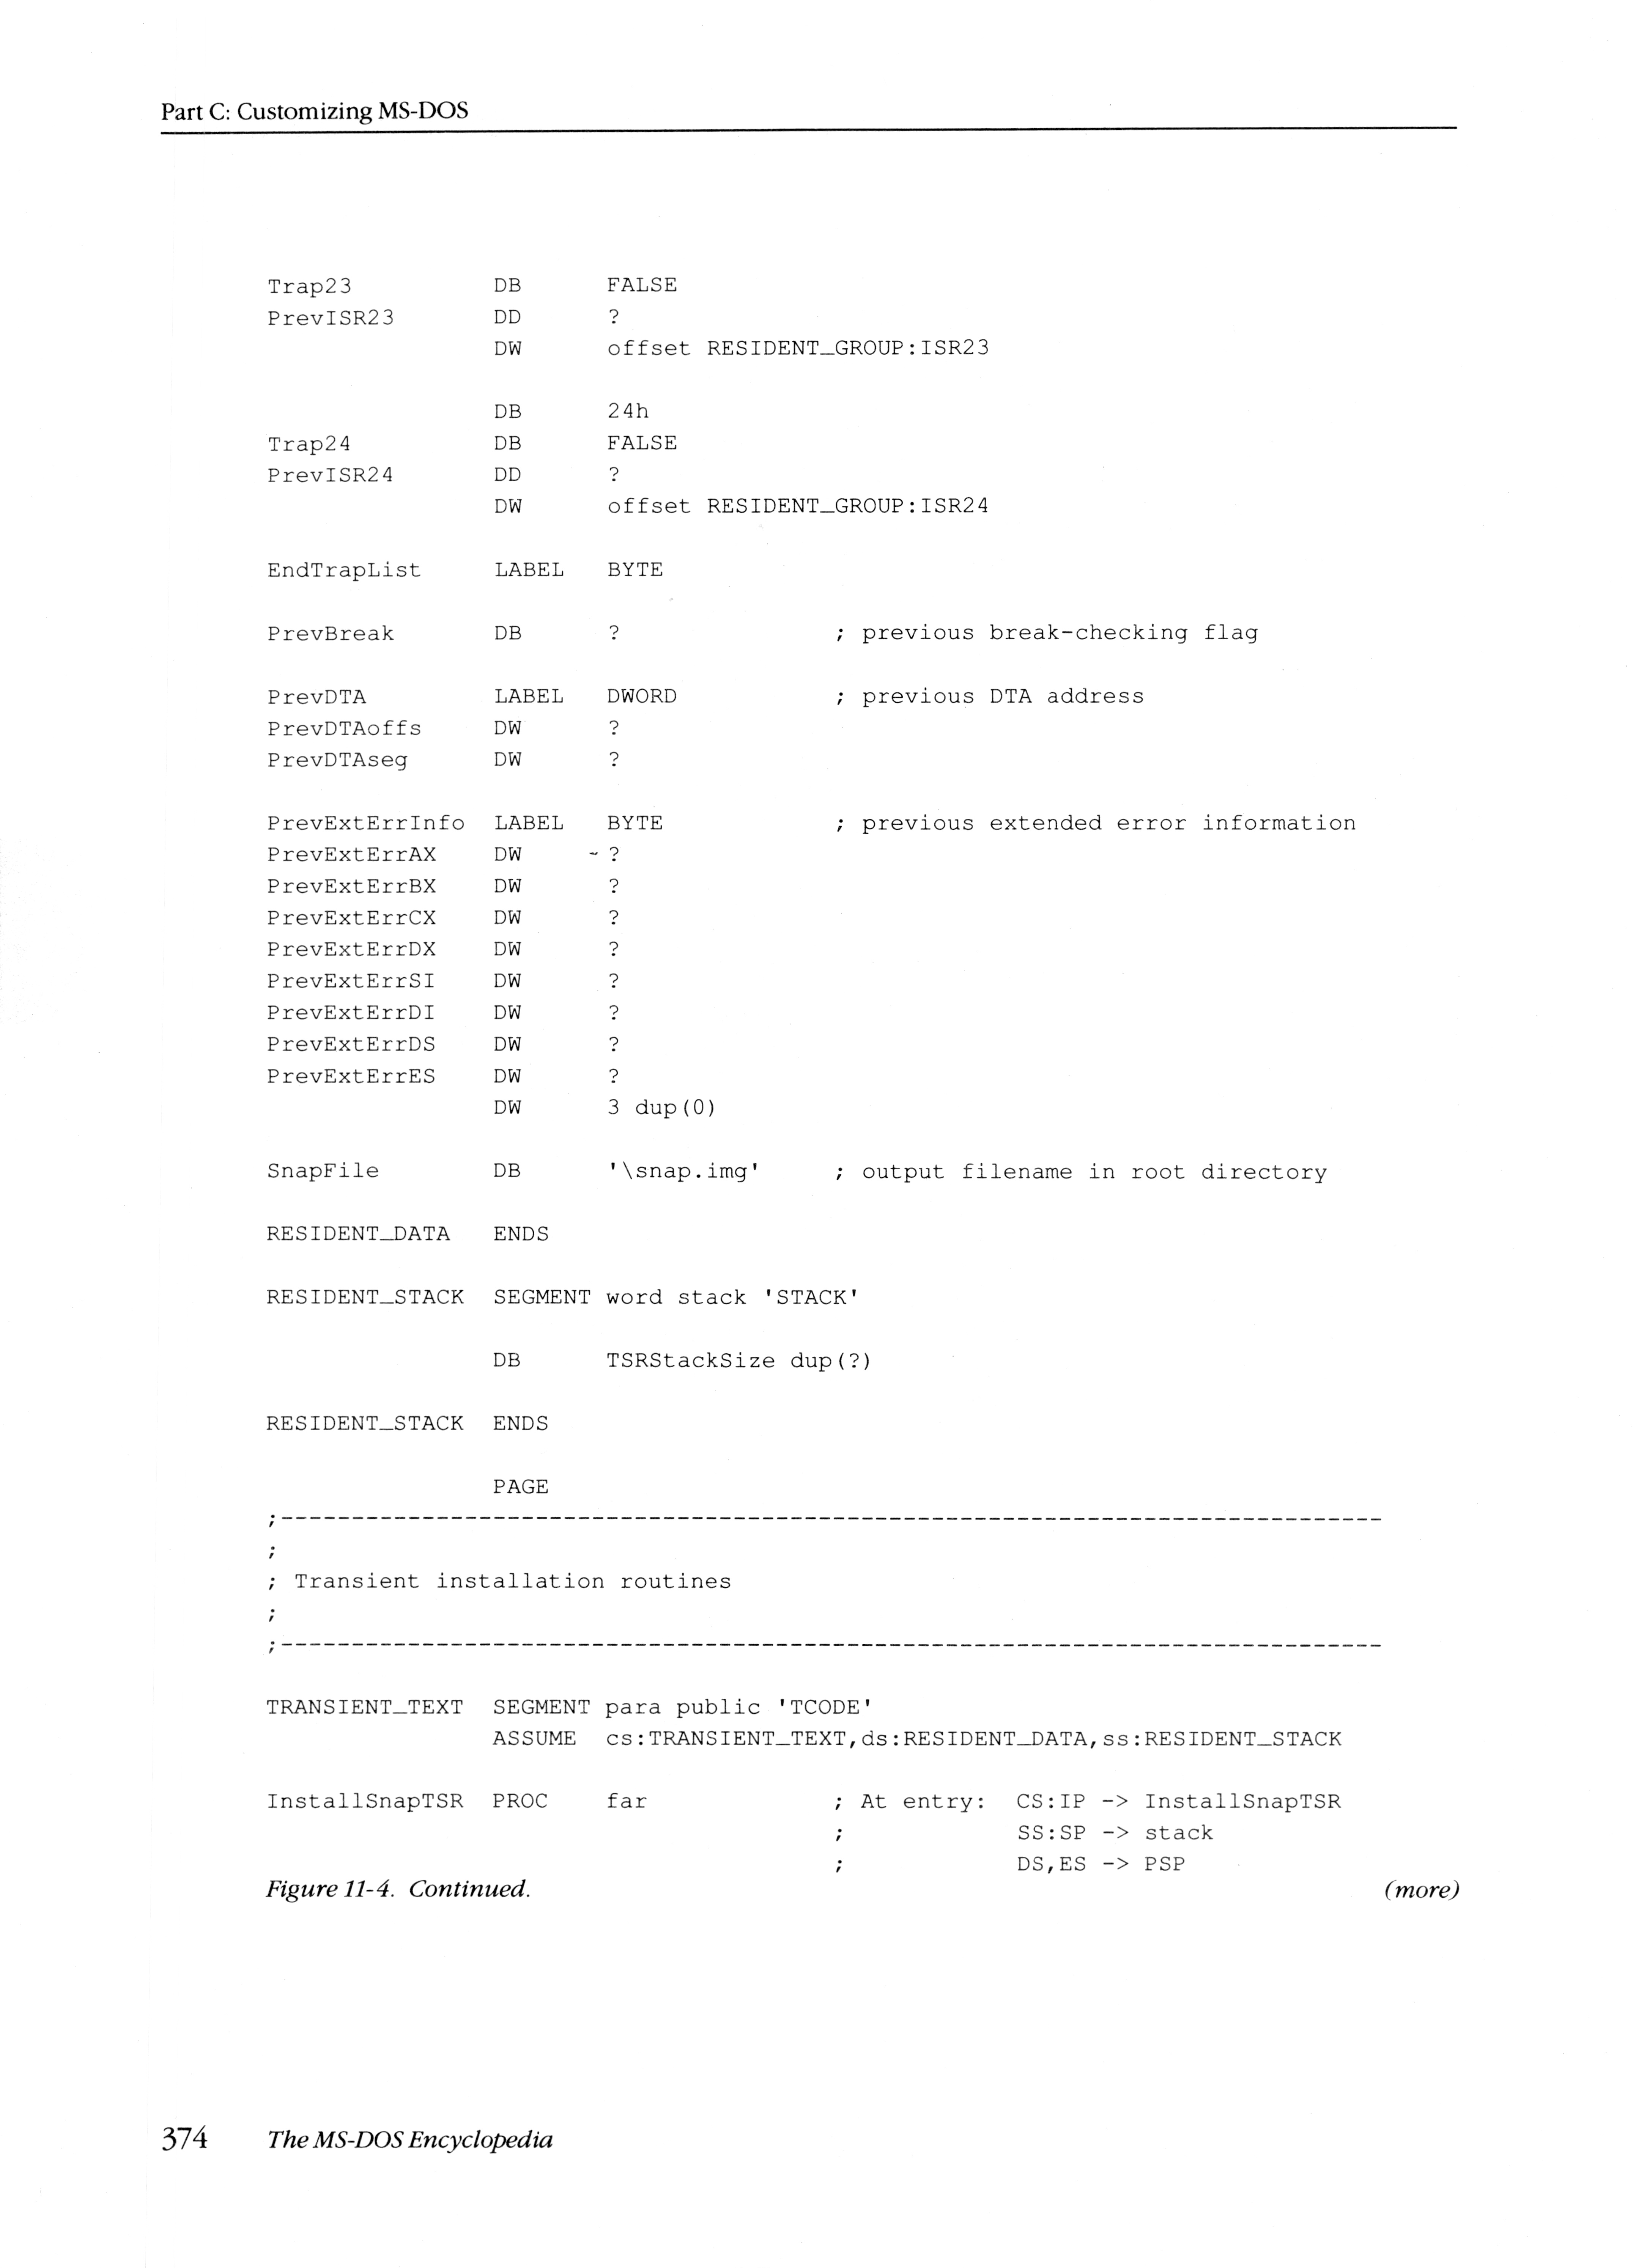 Part C: Customizing MS-DOS
Trap23 DB FALSE
PrevISR23 DD ?
DW offset RESIDENT_GROUP:ISR23
DB 24h
Trap24 DB FALSE
PrevISR24 DD ?
DW offset RESIDENT_GROUP:ISR24
EndTrapList LABEL BYTE
PrevBreak DB ? ; previous break-checking flag
PrevDTA LABEL DWORD ; previous DTA address
PrevDTAoffs DW ?
PrevDTAseg DW ?
PrevExtErrInfo LABEL BYTE ; previous extended error information
PrevExtErrAX DW ?
PrevExtErrBX DW ?
PrevExtErrCX DW ?
PrevExtErrDX DW ?
PrevExtErrSI DW ?
PrevExtErrDI DW ?
PrevExtErrDS DW ?
PrevExtErrES DW ?
DW 3 dup(0)
SnapFile DB '\snap.img' ; output filename in root directory
RESIDENT_DATA ENDS
RESIDENT_STACK SEGMENT word stack 'STACK'
DB TSRStackSize dup(?)
RESIDENT_STACK ENDS
PAGE
;------------------------------------------------------------------------------
;
; Transient installation routines
;
;------------------------------------------------------------------------------
TRANSIENT_TEXT SEGMENT para public 'TCODE'
ASSUME cs:TRANSIENT_TEXT,ds:RESIDENT_DATA,ss:RESIDENT_STACK
InstallSnapTSR PROC far ; At entry: CS:IP -> InstallSnapTSR
; SS:SP -> stack
; DS,ES -> PSP
Figure 11-4. Continued. (more)
374 The MS-DOS Encyclopedia